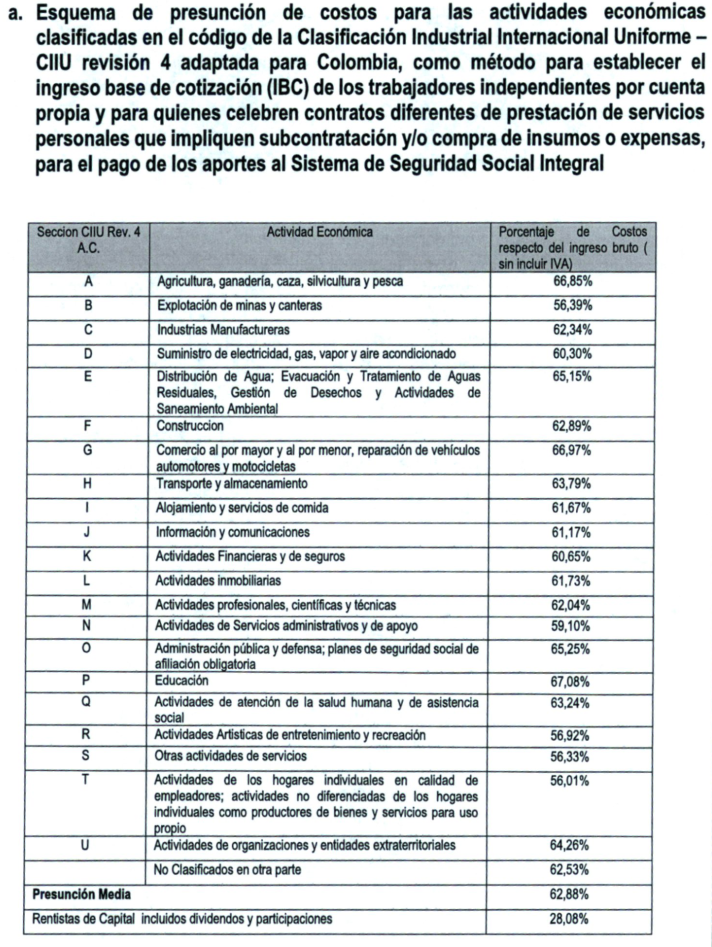 a. Esquema de presunción de costos para las actividades económicas
clasificadas en el código de la Clasificación Industrial Internacional Uniforme –
CIIU revisión 4 adaptada para Colombia, como método para establecer el
ingreso base de cotización (IBC) de los trabajadores independientes por cuenta
propia y para quienes celebren contratos diferentes de prestación de servicios
personales que impliquen subcontratación y/o compra de insumos o expensas,
para el pago de los aportes al Sistema de Seguridad Social Integral
Seccion CIIU Rev. 4 Actividad Económica Porcentaje de Costos
A.C. respecto del ingreso bruto (
sin incluir IVA)
A Agricultura, ganadería, caza, silvicultura y pesca 66,85%
B Explotación de minas y canteras 56,39%
C Industrias Manufactureras 62,34%
D Suministro de electricidad, gas, vapor y aire acondicionado 60,30%
E Distribución de Agua; Evacuación y Tratamiento de Aguas 65,15%
Residuales, Gestión de Desechos y Actividades de
Saneamiento Ambiental
F Construccion 62,89%
G Comercio al por mayor y al por menor, reparación de vehículos 66,97%
automotores y motocicletas
H Transporte y almacenamiento 63,79%
I Alojamiento y servicios de comida 61,67%
J Información y comunicaciones 61,17%
K Actividades Financieras y de seguros 60,65%
L Actividades inmobiliarias 61,73%
M Actividades profesionales, científicas y técnicas 62,04%
N Actividades de Servicios administrativos y de apoyo 59,10%
O Administración pública y defensa; planes de seguridad social de 65,25%
afiliación obligatoria
P Educación 67,08%
Q Actividades de atención de la salud humana y de asistencia 63,24%
social
R Actividades Artisticas de entretenimiento y recreación 56,92%
S Otras actividades de servicios 56,33%
T Actividades de los hogares individuales en calidad de 56,01%
empleadores; actividades no diferenciadas de los hogares
individuales como productores de bienes y servicios para uso
propio
U Actividades de organizaciones y entidades extraterritoriales 64,26%
No Clasificados en otra parte 62,53%
Presunción Media 62,88%
Rentistas de Capital incluidos dividendos y participaciones 28,08%